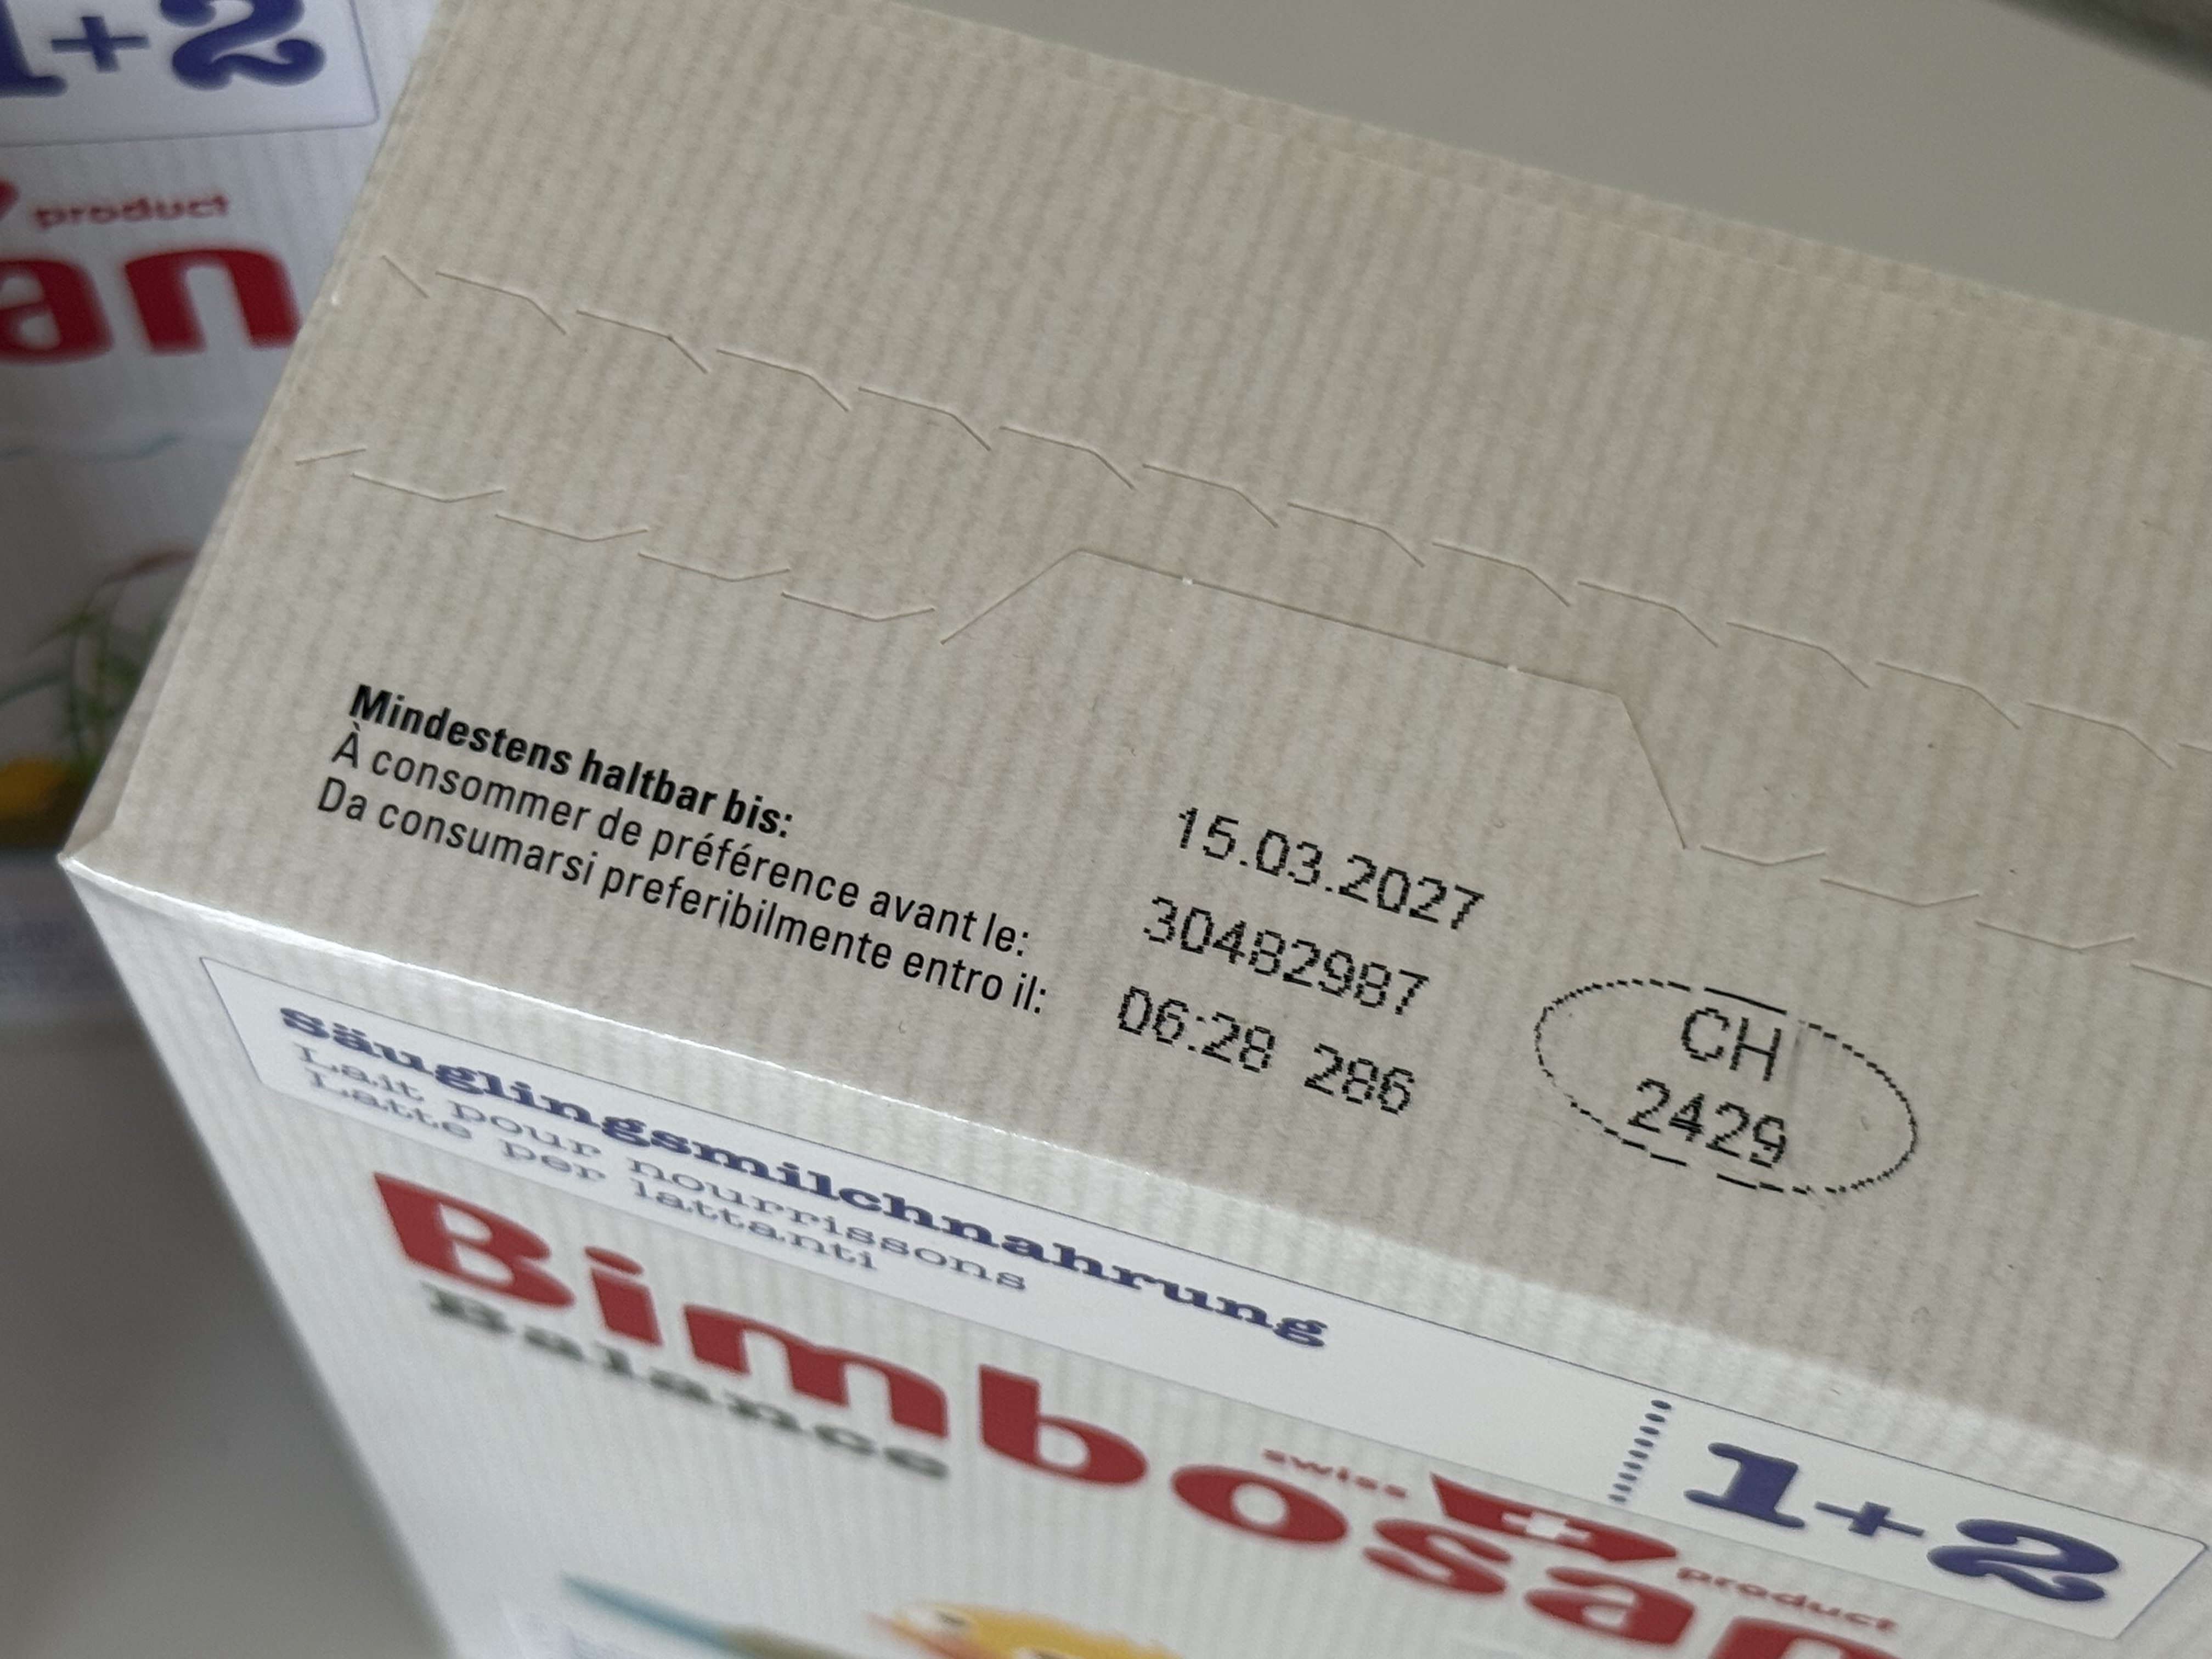 1+2
product
an
Mindestens haltbar bis:
À consommer de préférence avant le:
Da consumarsi preferibilmente entro il:
15.03.2027
30482987
06:28 286
CH
2429
säuglingsmilchnahrung
Lait pour nourrissons
Latte per lattanti
1+2
Bimbosan
Balance
swiss
product